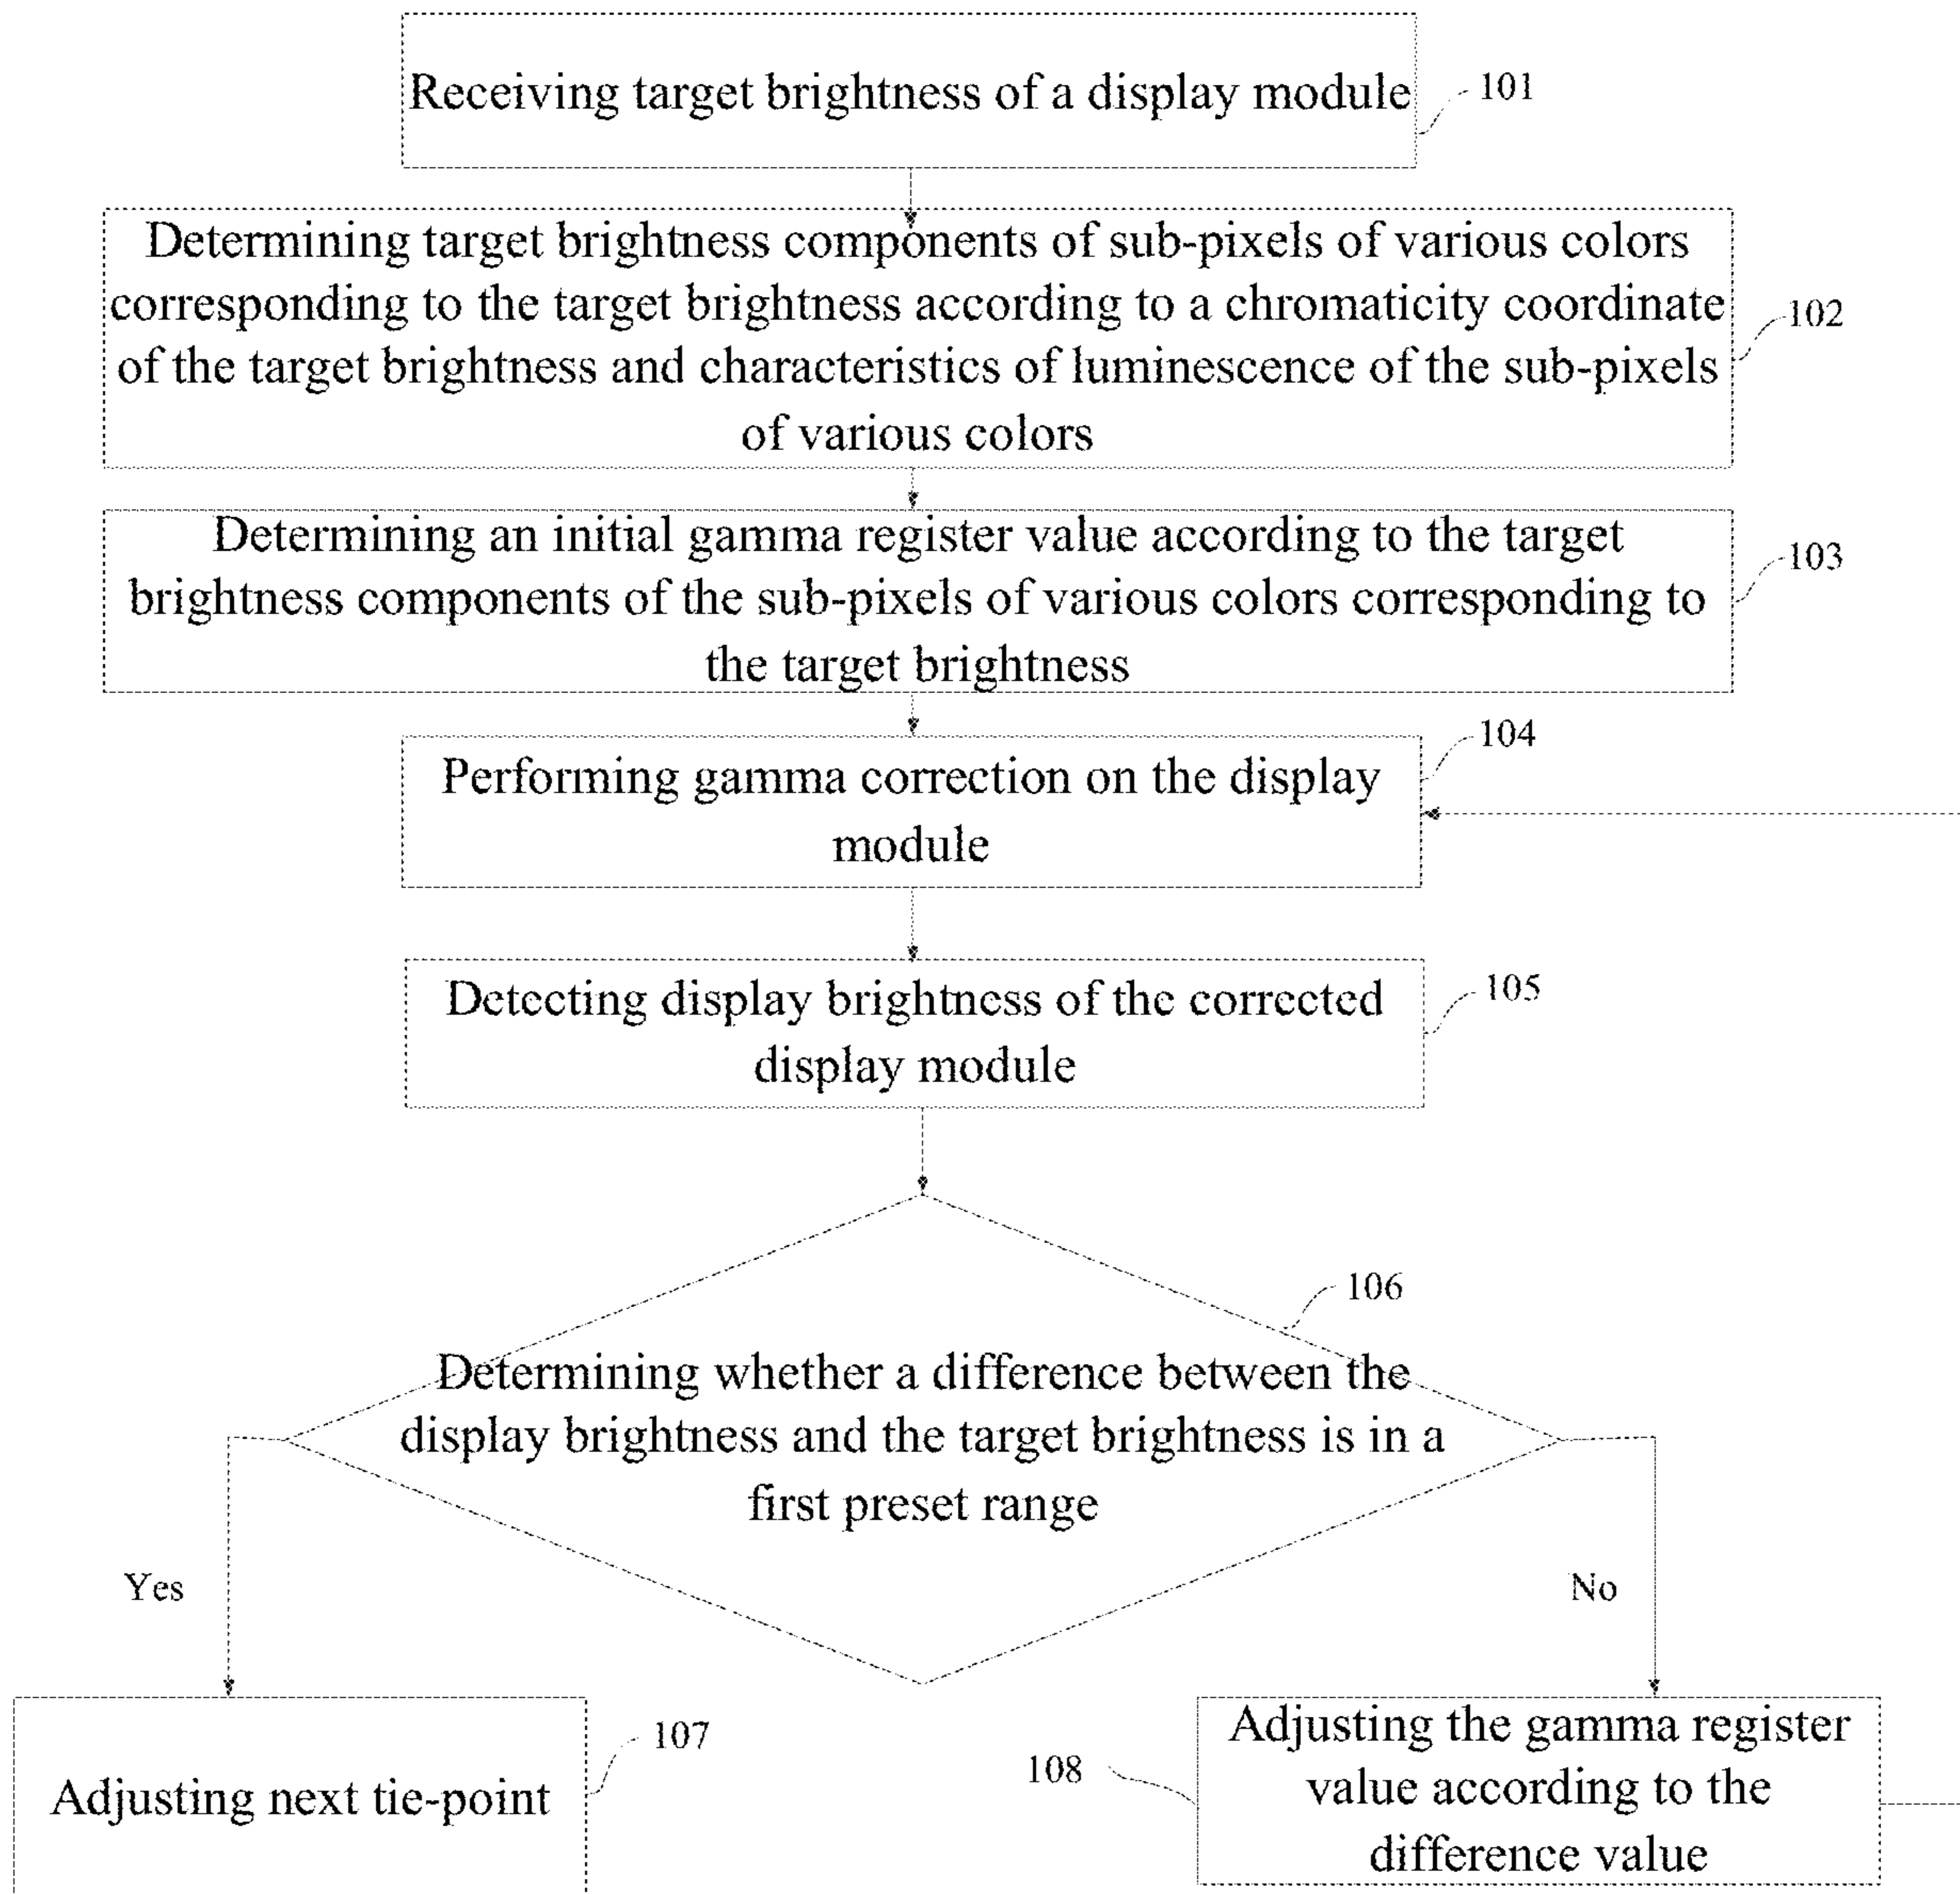 Receiving target brightness of a display module
101
Determining target brightness components of sub-pixels of various colors
corresponding to the target brightness according to a chromaticity coordinate
of the target brightness and characteristics of luminescence of the sub-pixels
of various colors
102
Determining an initial gamma register value according to the target
brightness components of the sub-pixels of various colors corresponding to
the target brightness
103
104
Performing gamma correction on the display
module
Detecting display brightness of the corrected
display module
105
106
Determining whether a difference between the
display brightness and the target brightness is in a
first preset range
Yes
No
Adjusting next tie-point
107
108
Adjusting the gamma register
value according to the
difference value